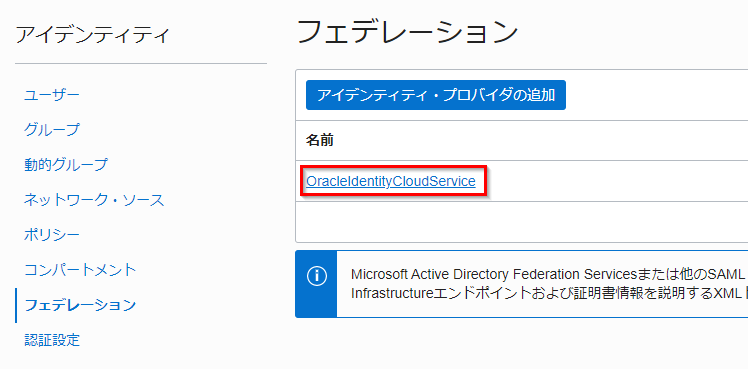 アイデンティティ
ユーザー
グループ
動的グループ
ネットワーク・ソース
ポリシー
コンパートメント
フェデレーション
認証設定
フェデレーション
アイデンティティ・プロバイダの追加
名前
OracleIdentityCloudService
Microsoft Active Directory Federation Servicesまたは他のSAML
Infrastructureエンドポイントおよび証明書情報を説明するXML